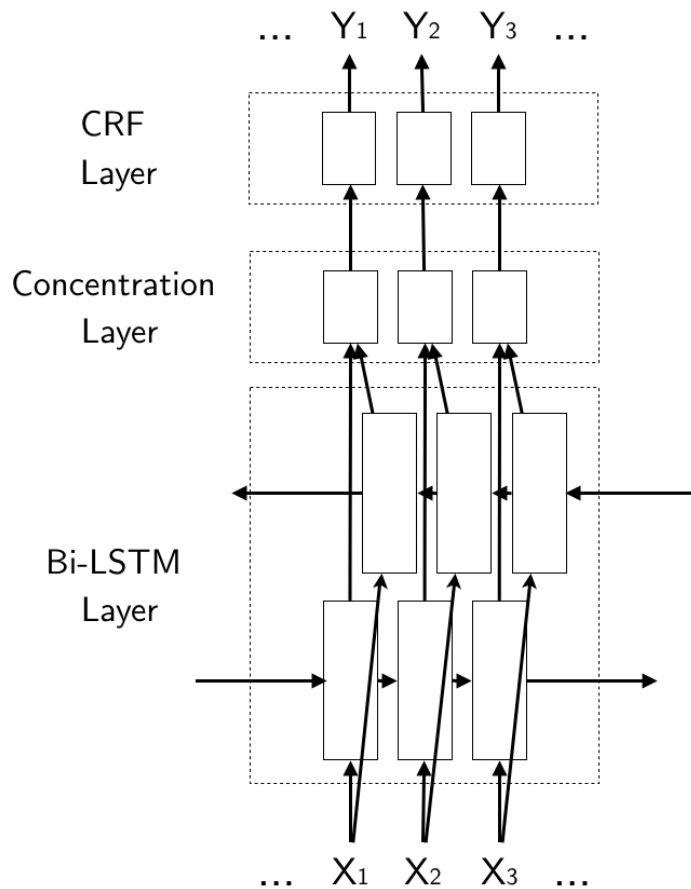 ... Y1 Y2 Y3 ...
CRF
Layer
Concentration
Layer
Bi-LSTM
Layer
... X1 X2 X3 ...